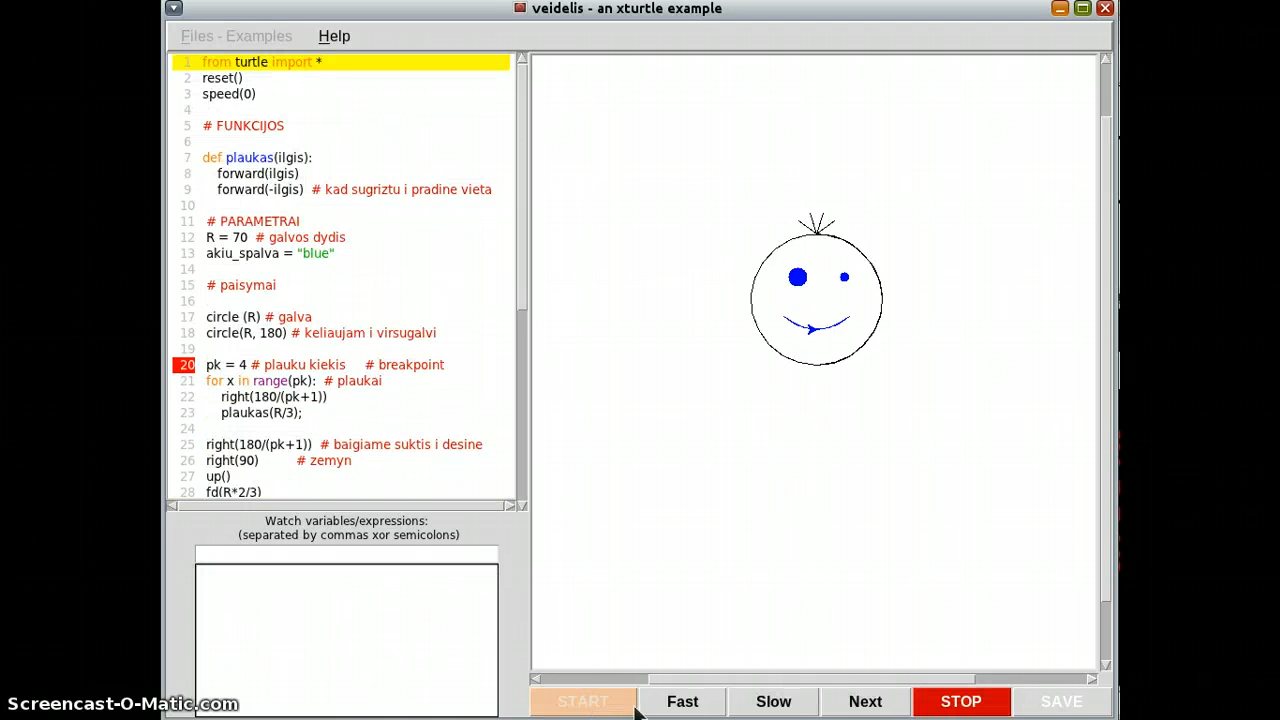 veidelis - an xturtle example
Files - Examples Help
1 from turtle import *
2 reset()
3 speed(0)
4
5 # FUNKCIJOS
6
7 def plaukas(ilgis):
8 forward(ilgis)
9 forward(-ilgis) # kad sugriztu i pradine vieta
10
11 # PARAMETRAI
12 R = 70 # galvos dydis
13 akiu_spalva = "blue"
14
15 # paisymai
16
17 circle (R) # galva
18 circle(R, 180) # keliaujam i virsugalvi
19
20 pk = 4 # plauku kiekis # breakpoint
21 for x in range(pk): # plaukai
22 right(180/(pk+1))
23 plaukas(R/3);
24
25 right(180/(pk+1)) # baigiame suktis i desine
26 right(90) # zemyn
27 up()
28 fd(R*2/3)
Watch variables/expressions:
(separated by commas xor semicolons)
START Fast Slow Next STOP SAVE
Screencast-O-Matic.com